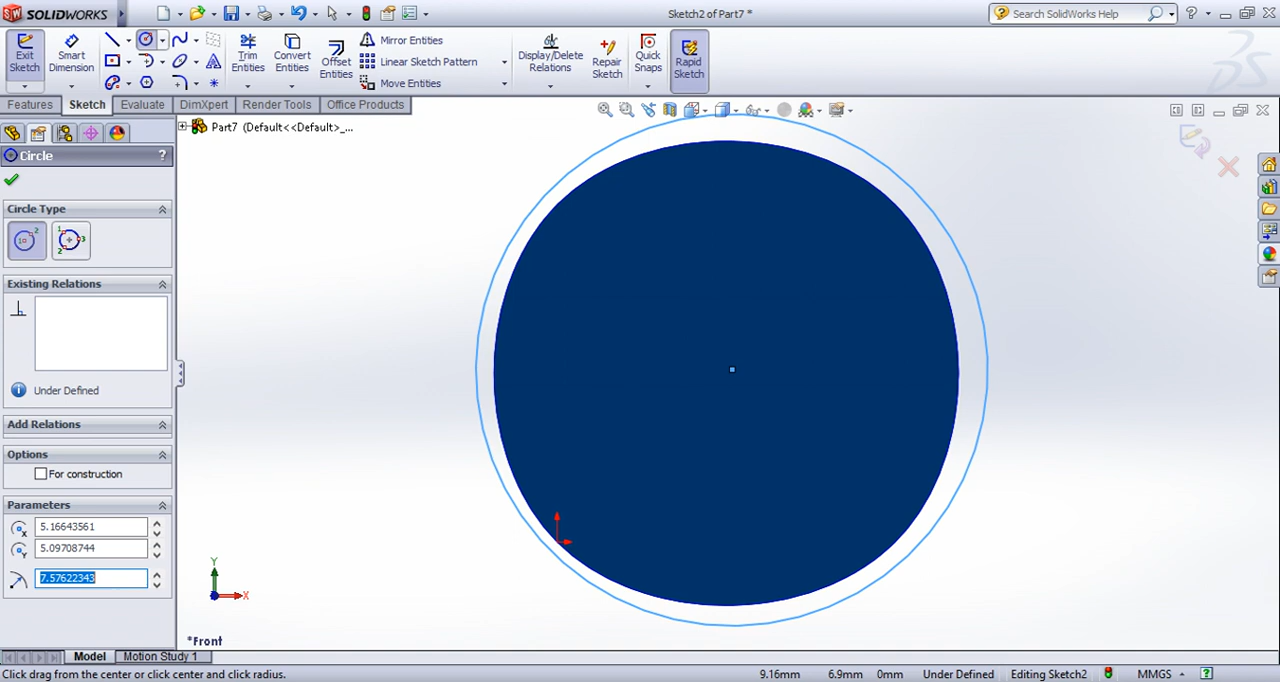 SOLIDWORKS
Sketch2 of Part7 *
Search SolidWorks Help
Exit Sketch
Smart Dimension
Trim Entities
Convert Entities
Offset Entities
Mirror Entities
Linear Sketch Pattern
Move Entities
Display/Delete Relations
Repair Sketch
Quick Snaps
Rapid Sketch
Features
Sketch
Evaluate
DimXpert
Render Tools
Office Products
Part7 (Default<<Default>_...
Circle
?
Circle Type
Existing Relations
Under Defined
Add Relations
Options
For construction
Parameters
5.16643561
5.09708744
7.57622343
Y
X
*Front
Model
Motion Study 1
Click drag from the center or click center and click radius.
9.16mm
6.9mm
0mm
Under Defined
Editing Sketch2
MMGS
?